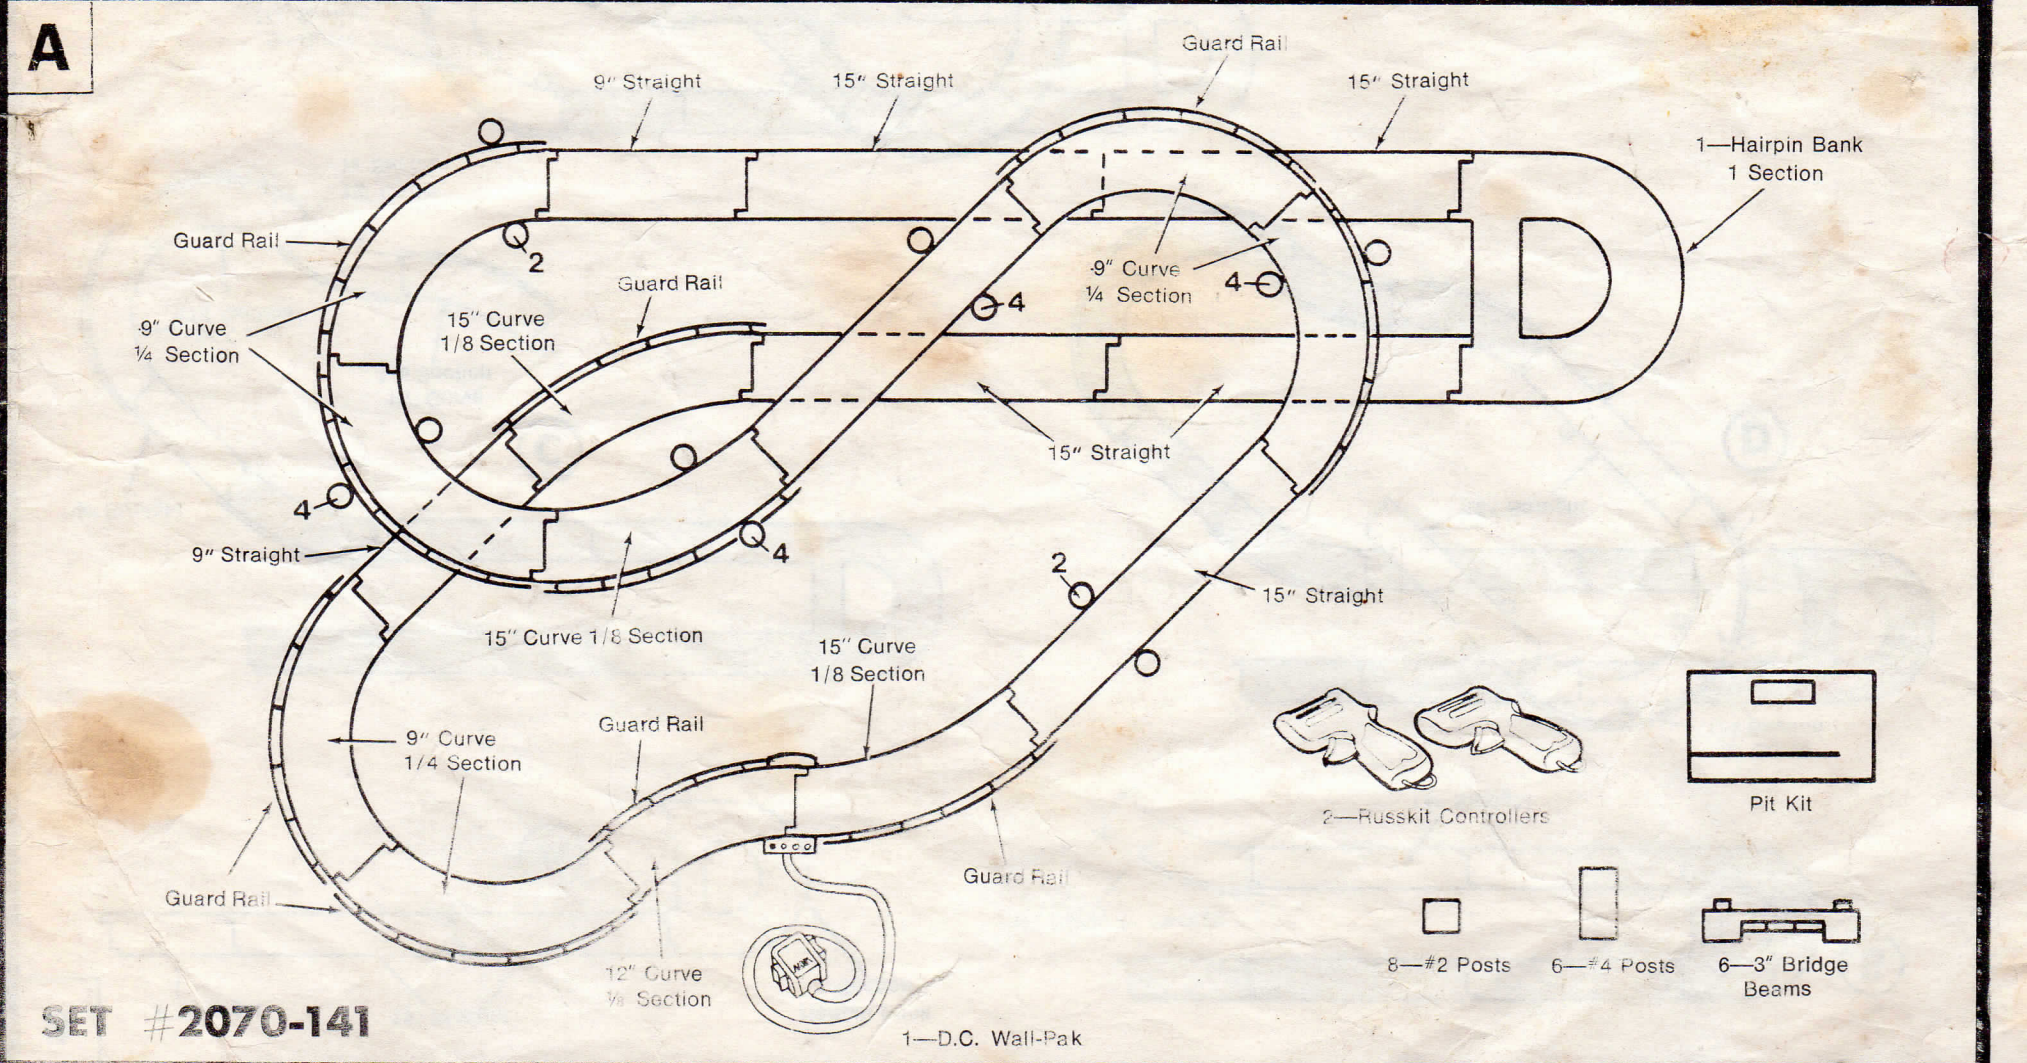 A
Guard Rail
9" Straight
15" Straight
15" Straight
1—Hairpin Bank
1 Section
Guard Rail
2
Guard Rail
9" Curve
¼ Section
4
4
9" Curve
¼ Section
15" Curve
1/8 Section
15" Straight
4
4
9" Straight
2
15" Straight
15" Curve 1/8 Section
15" Curve
1/8 Section
Guard Rail
9" Curve
1/4 Section
2—Russkit Controllers
Pit Kit
Guard Rail
Guard Rail
12" Curve
⅛ Section
8—#2 Posts
6—#4 Posts
6—3" Bridge
Beams
SET #2070-141
1—D.C. Wall-Pak